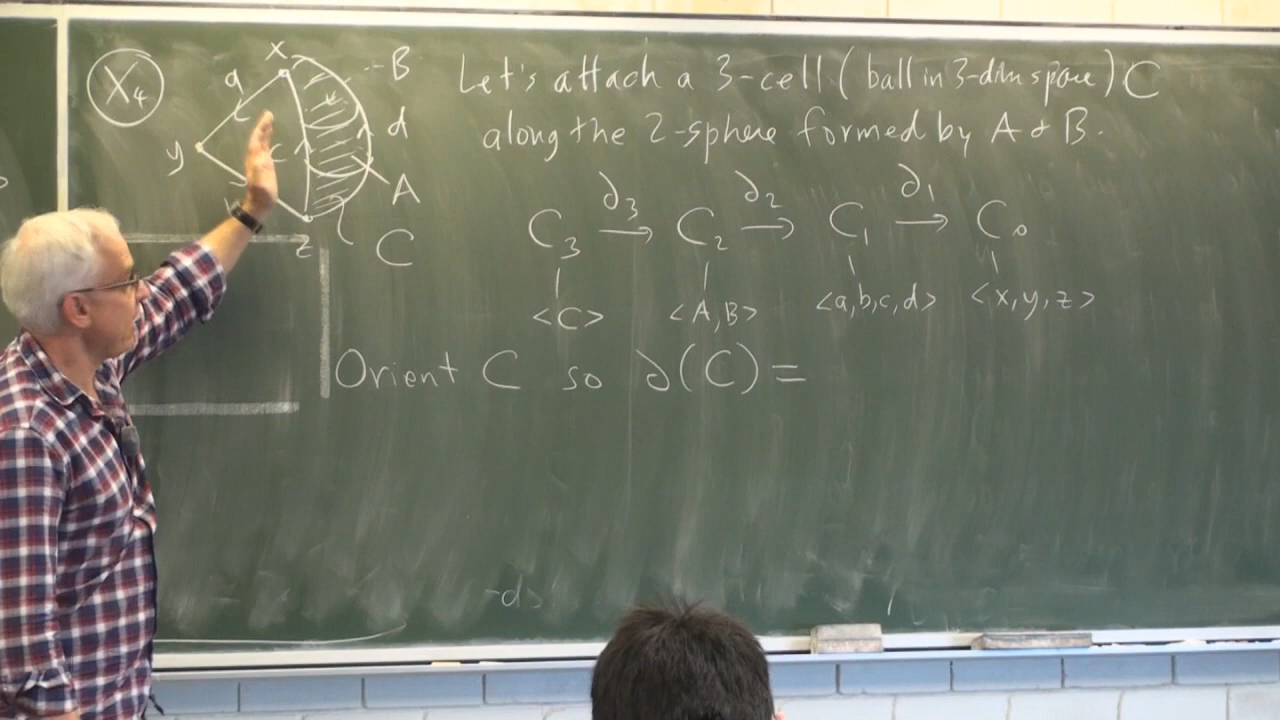 X₄
x
a
y
c
z
B
d
A
C
Let's attach a 3-cell (ball in 3-dim space) C
along the 2-sphere formed by A & B.
∂₃ ∂₂ ∂₁
C₃ → C₂ → C₁ → C₀
<C> <A,B> <a,b,c,d> <x,y,z>
Orient C so ∂(C) =